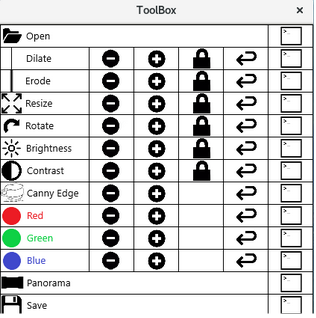 ToolBox
Open
Dilate
Erode
Resize
Rotate
Brightness
Contrast
Canny Edge
Red
Green
Blue
Panorama
Save